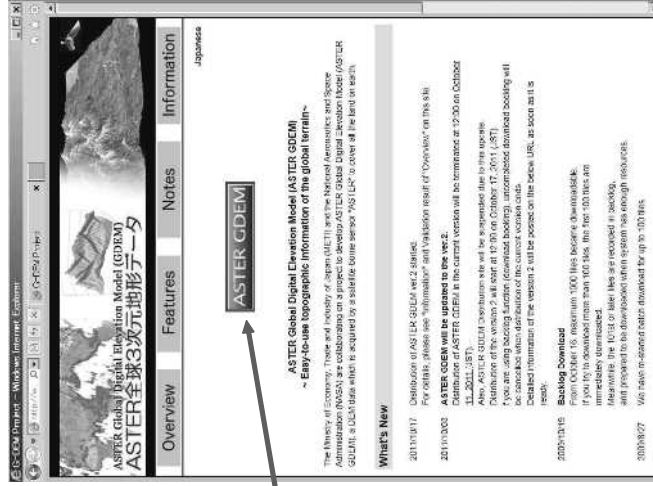 G-DEM Project - Windows Internet Explorer
G-DEM Project
ASTER Global Digital Elevation Model (GDEM)
ASTER全球3次元地形データ
Overview Features Notes Information
Japanese
ASTER GDEM
ASTER Global Digital Elevation Model (ASTER GDEM)
~ Easy-to-use topographic information of the global terrain~
The Ministry of Economy, Trade and Industry of Japan (METI) and the National Aeronautics and Space
Administration (NASA) are collaborating on a project to develop ASTER Global Digital Elevation Model (ASTER
GDEM), a DEM data which is acquired by a satellite-borne sensor "ASTER" to cover all the land on earth.
What's New
2011/10/17 Distribution of ASTER GDEM ver.2 started.
For details, please see "Information" and Validation result of "Overview" on this site.
2011/10/03 ASTER GDEM will be updated to the ver.2.
Distribution of ASTER GDEM in the current version will be terminated at 12:00 on October
11, 2011 (JST).
Also, ASTER GDEM Distribution site will be suspended due to this update.
Distribution of the version 2 will start at 12:00 on October 17, 2011 (JST).
If you are using booking function (download booking), uncompleted download booking will
be cancelled when distribution of the current version ends.
Detailed information of the version 2 will be posted on the below URL as soon as it is
ready.
2009/10/19 Backlog Download
From October 16, maximum 1000 files became downloadable.
If you try to download more than 100 files, the first 100 files are
immediately downloaded.
Meanwhile, the 101st or later files are recorded in backlog,
and prepared to be downloaded when system has enough resources.
2009/8/27 We have re-started batch download for up to 100 files.